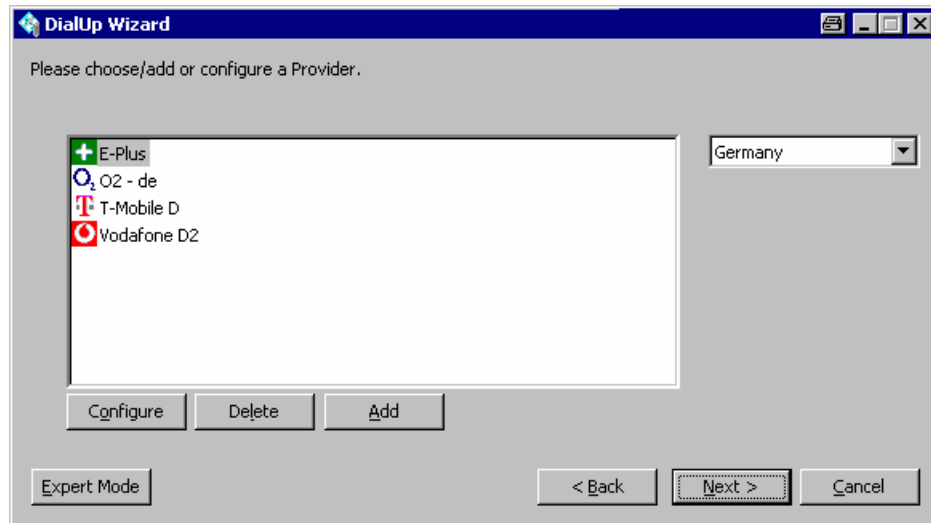 DialUp Wizard
Please choose/add or configure a Provider.
E-Plus
Germany
O2 O2 - de
T T-Mobile D
Vodafone D2
Configure Delete Add
Expert Mode < Back Next > Cancel